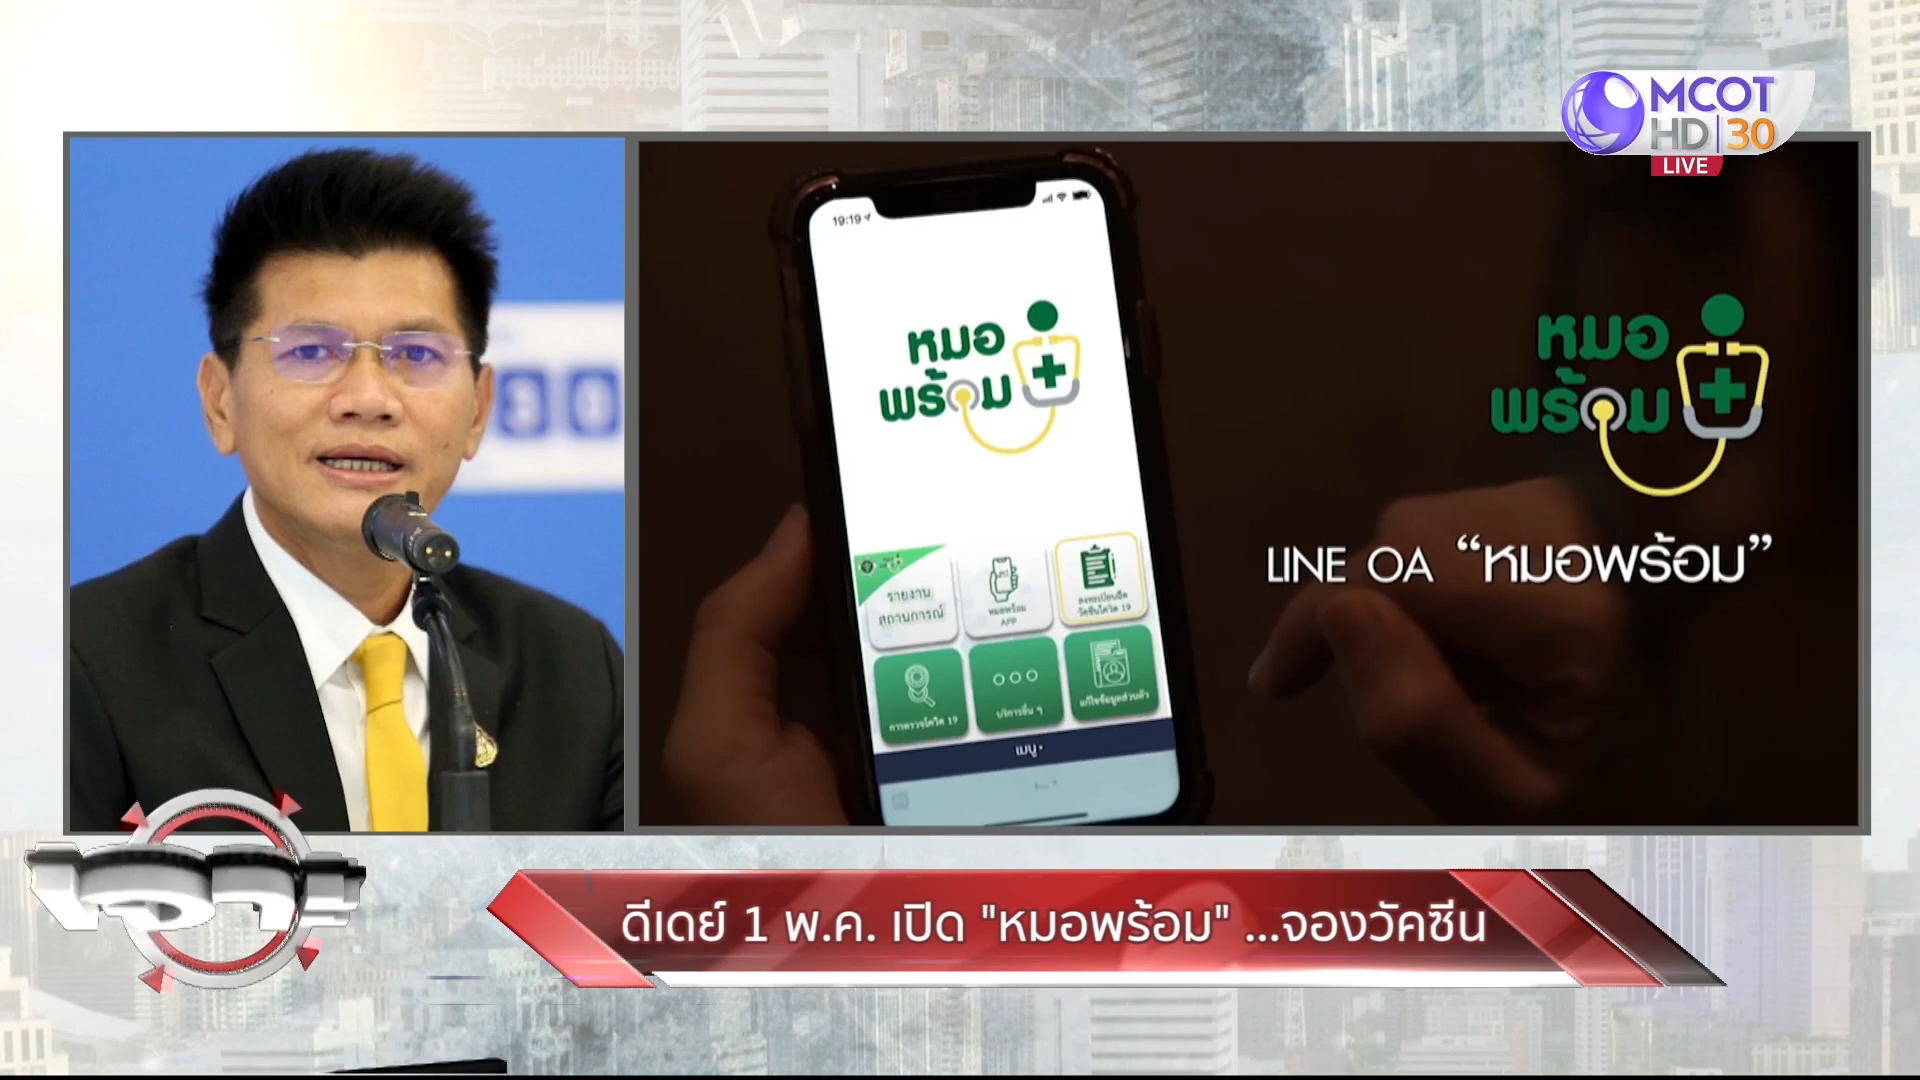 MCOT
HD 30
LIVE
19:19
หมอ
พร้อม
รายงาน
สถานการณ์
หมอพร้อม
APP
ลงทะเบียนฉีด
วัคซีนโควิด 19
การตรวจโควิด 19
บริการอื่น ๆ
แก้ไขข้อมูลส่วนตัว
เมนู
หมอ
พร้อม
LINE OA “หมอพร้อม”
เจาะ
ดีเดย์ 1 พ.ค. เปิด "หมอพร้อม" ...จองวัคซีน